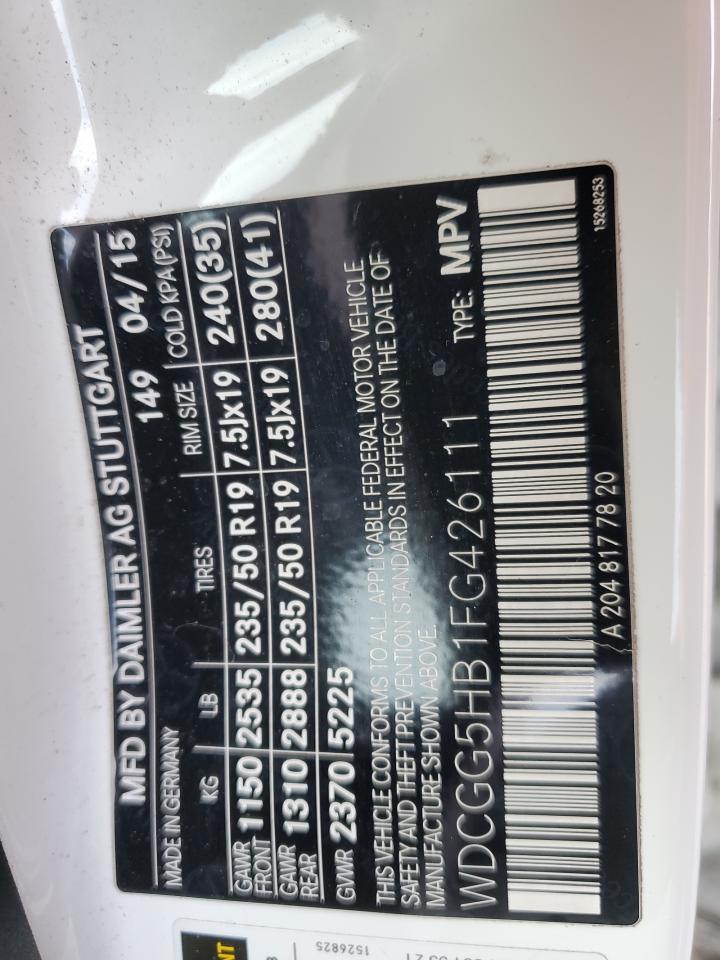 MFD BY DAIMLER AG STUTTGART
MADE IN GERMANY 149 04/15
KG LB TIRES RIM SIZE COLD KPA (PSI)
GAWR FRONT 1150 2535 235/50 R19 7.5Jx19 240(35)
GAWR REAR 1310 2888 235/50 R19 7.5Jx19 280(41)
GVWR 2370 5225
THIS VEHICLE CONFORMS TO ALL APPLICABLE FEDERAL MOTOR VEHICLE
SAFETY AND THEFT PREVENTION STANDARDS IN EFFECT ON THE DATE OF
MANUFACTURE SHOWN ABOVE.
WDCGG5HB1FG426111 TYPE: MPV
A 204 817 78 20
15268253
1526825